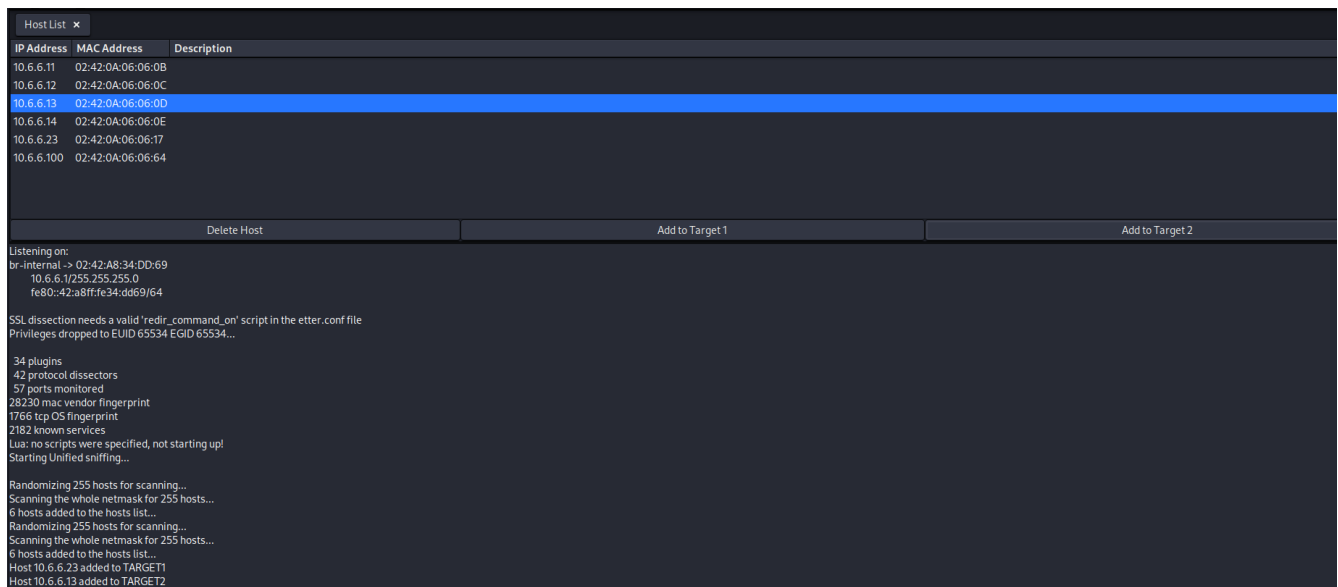 Host List ×
IP Address MAC Address Description
10.6.6.11 02:42:0A:06:06:0B
10.6.6.12 02:42:0A:06:06:0C
10.6.6.13 02:42:0A:06:06:0D
10.6.6.14 02:42:0A:06:06:0E
10.6.6.23 02:42:0A:06:06:17
10.6.6.100 02:42:0A:06:06:64
Delete Host Add to Target 1 Add to Target 2
Listening on:
br-internal -> 02:42:A8:34:DD:69
10.6.6.1/255.255.255.0
fe80::42:a8ff:fe34:dd69/64
SSL dissection needs a valid 'redir_command_on' script in the etter.conf file
Privileges dropped to EUID 65534 EGID 65534...
34 plugins
42 protocol dissectors
57 ports monitored
28230 mac vendor fingerprint
1766 tcp OS fingerprint
2182 known services
Lua: no scripts were specified, not starting up!
Starting Unified sniffing...
Randomizing 255 hosts for scanning...
Scanning the whole netmask for 255 hosts...
6 hosts added to the hosts list...
Randomizing 255 hosts for scanning...
Scanning the whole netmask for 255 hosts...
6 hosts added to the hosts list...
Host 10.6.6.23 added to TARGET1
Host 10.6.6.13 added to TARGET2